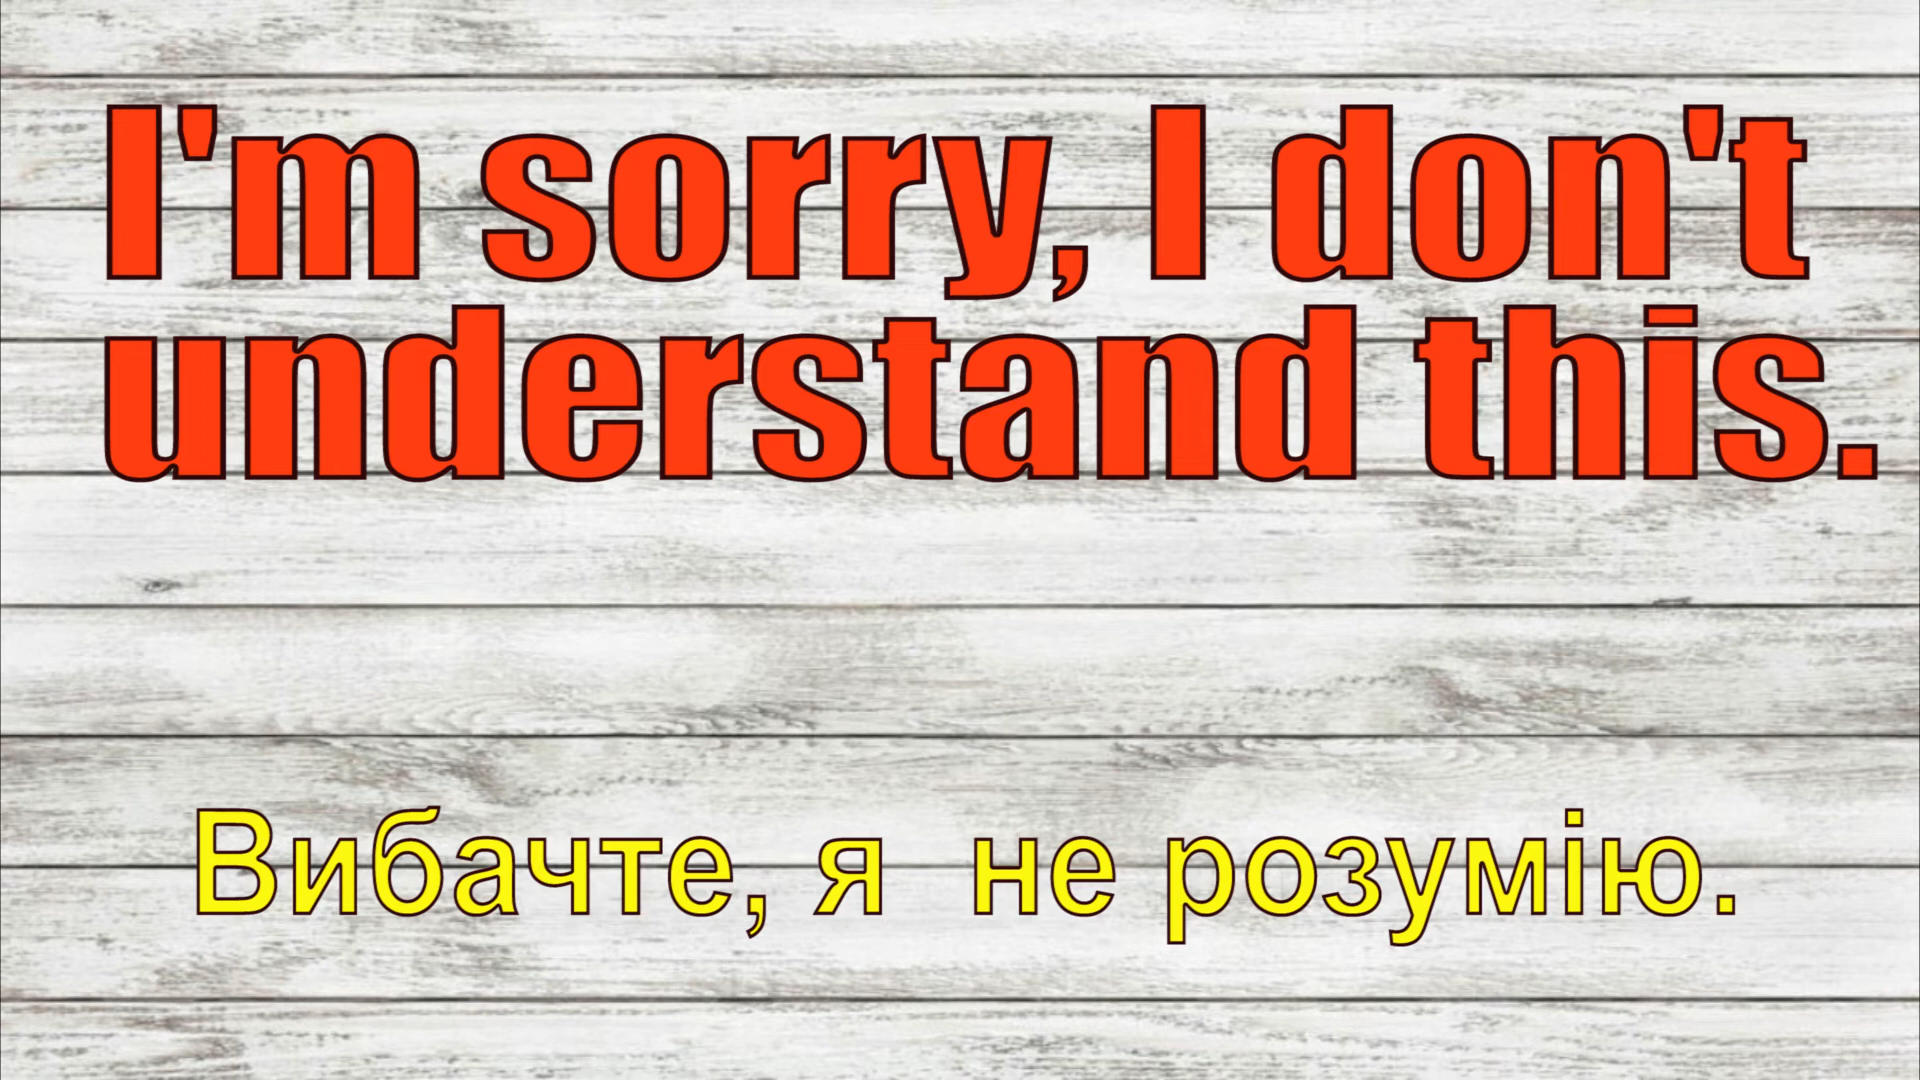 I'm sorry, I don't
understand this.
Вибачте, я не розумію.